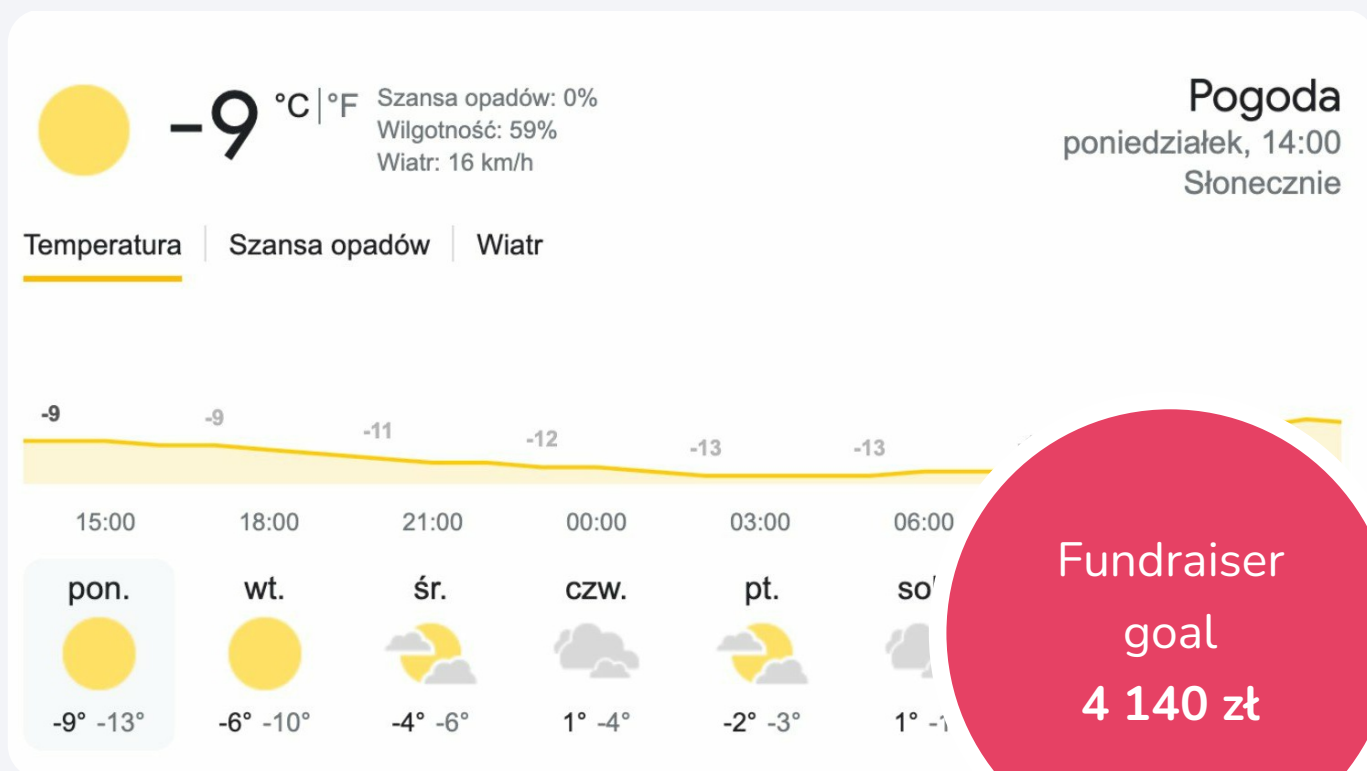 -9 °C|°F
Szansa opadów: 0%
Wilgotność: 59%
Wiatr: 16 km/h
Pogoda
poniedziałek, 14:00
Słonecznie
Temperatura | Szansa opadów | Wiatr
-9 -9 -11 -12 -13 -13
15:00 18:00 21:00 00:00 03:00 06:00
pon. wt. śr. czw. pt.
-9° -13° -6° -10° -4° -6° 1° -4° -2° -3° 1°
Fundraiser
goal
4 140 zł